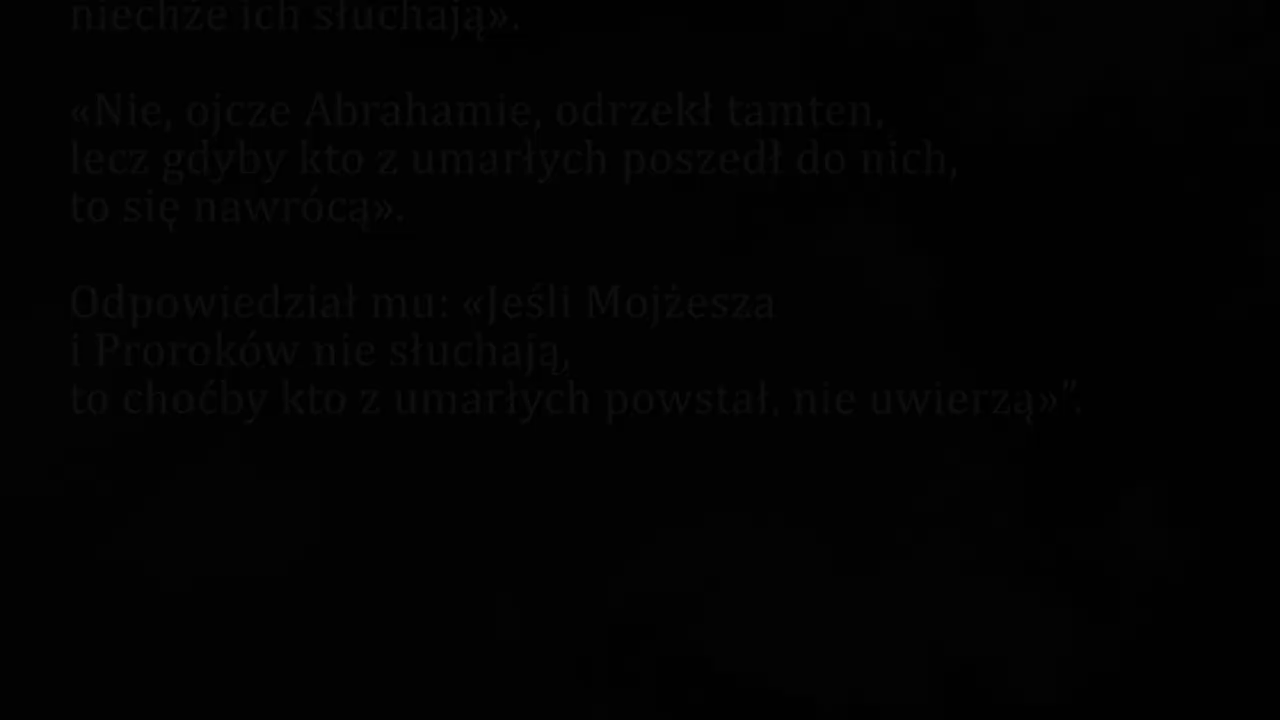 niechże ich słuchają».
«Nie, ojcze Abrahamie, odrzekł tamten,
lecz gdyby kto z umarłych poszedł do nich,
to się nawrócą».
Odpowiedział mu: «Jeśli Mojżesza
i Proroków nie słuchają,
to choćby kto z umarłych powstał, nie uwierzą»”.